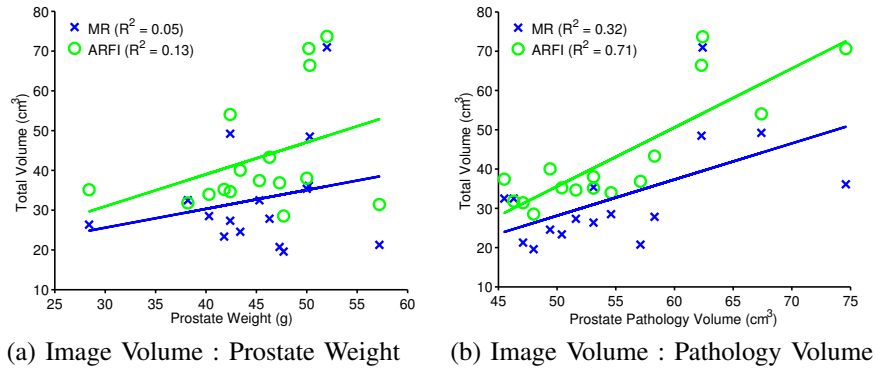 80
70
60
50
40
30
20
10
Total Volume (cm³)
MR (R² = 0.05)
ARFI (R² = 0.13)
25 30 35 40 45 50 55 60
Prostate Weight (g)
(a) Image Volume : Prostate Weight
80
70
60
50
40
30
20
10
Total Volume (cm³)
MR (R² = 0.32)
ARFI (R² = 0.71)
45 50 55 60 65 70 75
Prostate Pathology Volume (cm³)
(b) Image Volume : Pathology Volume